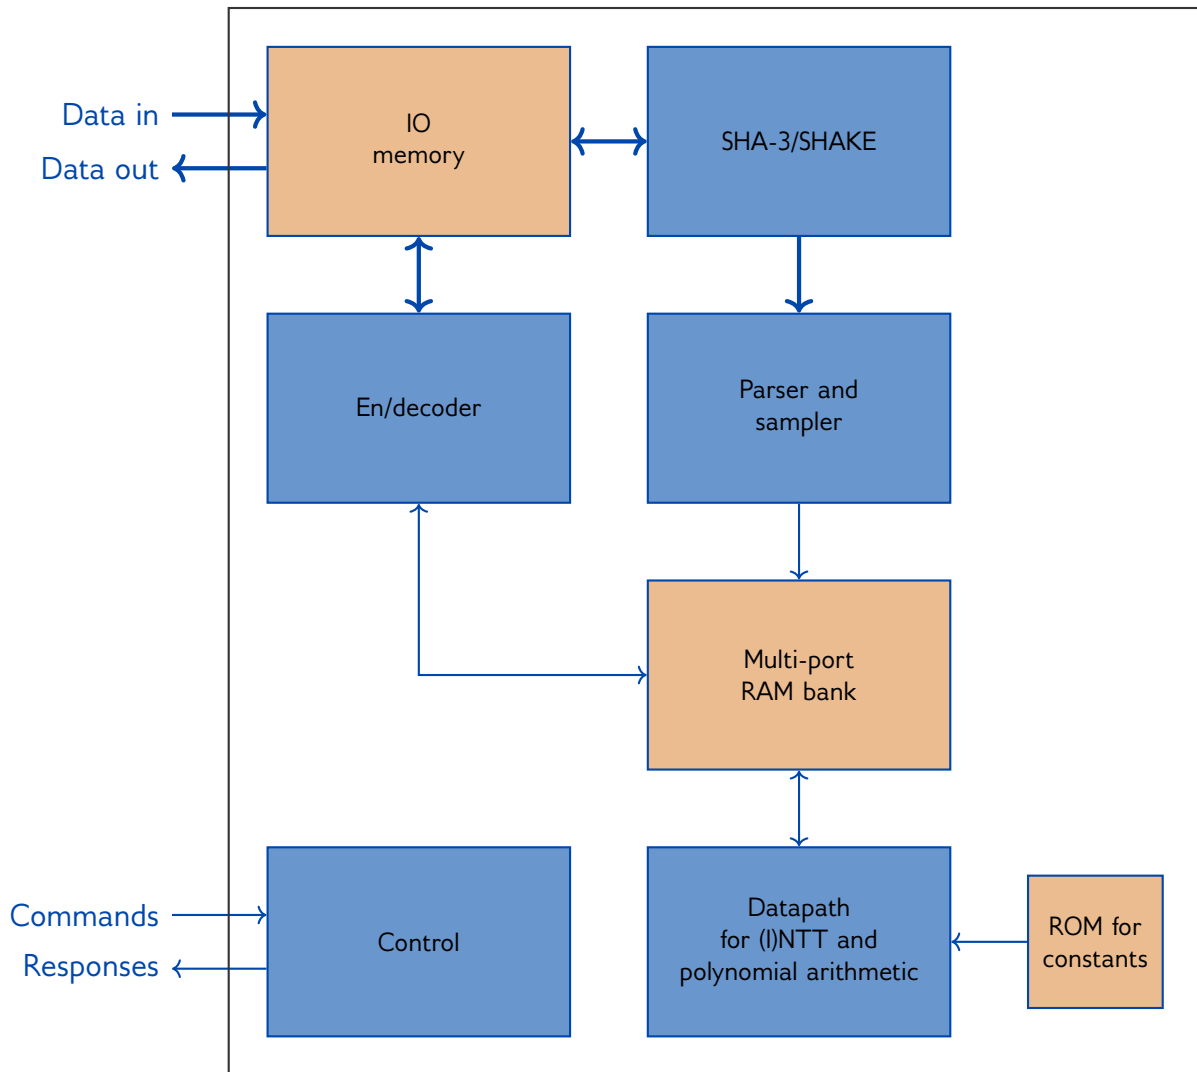 Data in
Data out
IO
memory
SHA-3/SHAKE
En/decoder
Parser and
sampler
Multi-port
RAM bank
Commands
Responses
Control
Datapath
for (I)NTT and
polynomial arithmetic
ROM for
constants